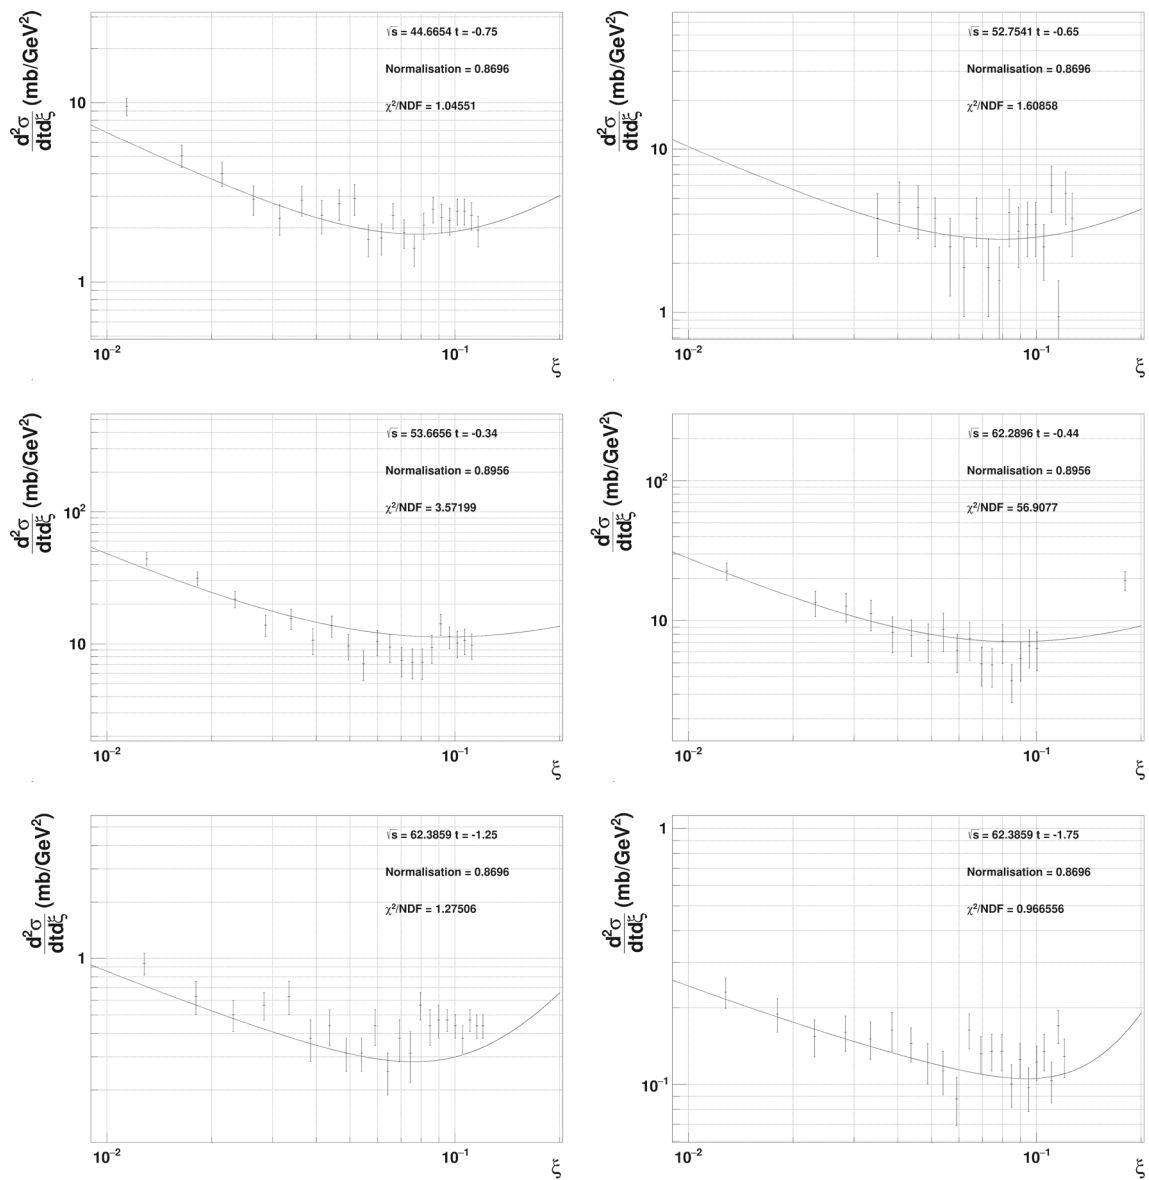 d²σ/dtdξ (mb/GeV²)
√s = 44.6654 t = -0.75
Normalisation = 0.8696
χ²/NDF = 1.04551
10
1
10⁻² 10⁻¹
ξ
d²σ/dtdξ (mb/GeV²)
√s = 52.7541 t = -0.65
Normalisation = 0.8696
χ²/NDF = 1.60858
10
1
10⁻² 10⁻¹
ξ
d²σ/dtdξ (mb/GeV²)
√s = 53.6656 t = -0.34
Normalisation = 0.8956
χ²/NDF = 3.57199
10²
10
10⁻² 10⁻¹
ξ
d²σ/dtdξ (mb/GeV²)
√s = 62.2896 t = -0.44
Normalisation = 0.8956
χ²/NDF = 56.9077
10²
10
10⁻² 10⁻¹
ξ
d²σ/dtdξ (mb/GeV²)
√s = 62.3859 t = -1.25
Normalisation = 0.8696
χ²/NDF = 1.27506
1
10⁻² 10⁻¹
ξ
d²σ/dtdξ (mb/GeV²)
√s = 62.3859 t = -1.75
Normalisation = 0.8696
χ²/NDF = 0.966556
1
10⁻¹
10⁻² 10⁻¹
ξ